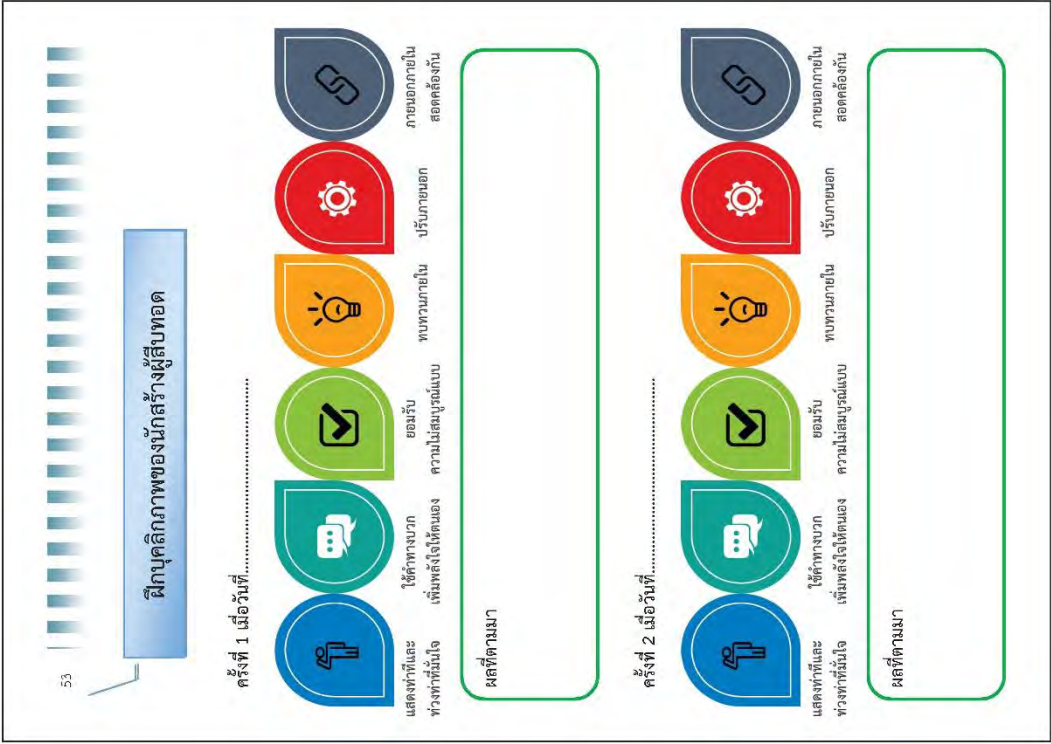 53
ฝึกบุคลิกภาพของนักสร้างผู้สืบทอด
ครั้งที่ 1 เมื่อวันที่..........................................................
แสดงท่าทีและ
ท่วงท่าที่มั่นใจ
ใช้คำทางบวก
เพิ่มพลังใจให้ตนเอง
ยอมรับ
ความไม่สมบูรณ์แบบ
ทบทวนภายใน
ปรับภายนอก
ภายนอกภายใน
สอดคล้องกัน
ผลที่ตามมา
ครั้งที่ 2 เมื่อวันที่..........................................................
แสดงท่าทีและ
ท่วงท่าที่มั่นใจ
ใช้คำทางบวก
เพิ่มพลังใจให้ตนเอง
ยอมรับ
ความไม่สมบูรณ์แบบ
ทบทวนภายใน
ปรับภายนอก
ภายนอกภายใน
สอดคล้องกัน
ผลที่ตามมา